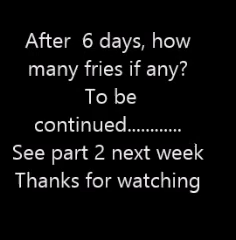 After  6 days, how
many fries if any?
To be
continued............
See part 2 next week
Thanks for watching